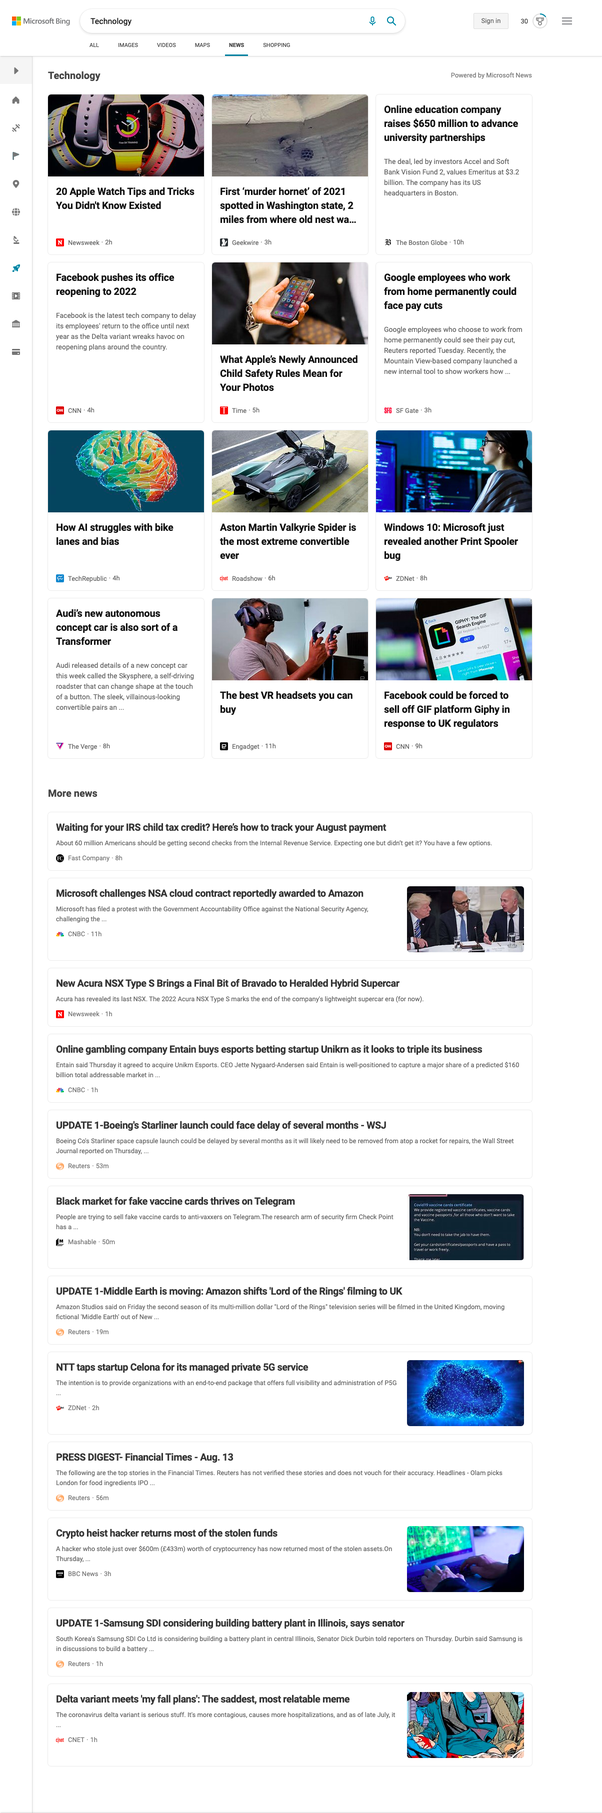 Microsoft Bing
Technology
Sign in
30
ALL IMAGES VIDEOS MAPS NEWS SHOPPING
Technology
Powered by Microsoft News
20 Apple Watch Tips and Tricks
You Didn't Know Existed
Newsweek · 2h
First 'murder hornet' of 2021
spotted in Washington state, 2
miles from where old nest wa...
Geekwire · 3h
Online education company
raises $650 million to advance
university partnerships
The deal, led by investors Accel and Soft
Bank Vision Fund 2, values Emeritus at $3.2
billion. The company has its US
headquarters in Boston.
The Boston Globe · 10h
Facebook pushes its office
reopening to 2022
Facebook is the latest tech company to delay
its employees' return to the office until next
year as the Delta variant wreaks havoc on
reopening plans around the country.
CNN · 4h
What Apple's Newly Announced
Child Safety Rules Mean for
Your Photos
Time · 5h
Google employees who work
from home permanently could
face pay cuts
Google employees who choose to work from
home permanently could see their pay cut,
Reuters reported Tuesday. Recently, the
Mountain View-based company launched a
new internal tool to show workers how ...
SF Gate · 3h
How AI struggles with bike
lanes and bias
TechRepublic · 4h
Aston Martin Valkyrie Spider is
the most extreme convertible
ever
Roadshow · 6h
Windows 10: Microsoft just
revealed another Print Spooler
bug
ZDNet · 8h
Audi's new autonomous
concept car is also sort of a
Transformer
Audi released details of a new concept car
this week called the Skysphere, a self-driving
roadster that can change shape at the touch
of a button. The sleek, villainous-looking
convertible pairs an ...
The Verge · 8h
The best VR headsets you can
buy
Engadget · 11h
GIPHY: The GIF
Search Engine
Facebook could be forced to
sell off GIF platform Giphy in
response to UK regulators
CNN · 9h
More news
Waiting for your IRS child tax credit? Here's how to track your August payment
About 60 million Americans should be getting second checks from the Internal Revenue Service. Expecting one but didn't get it? You have a few options.
Fast Company · 8h
Microsoft challenges NSA cloud contract reportedly awarded to Amazon
Microsoft has filed a protest with the Government Accountability Office against the National Security Agency,
challenging the ...
CNBC · 11h
New Acura NSX Type S Brings a Final Bit of Bravado to Heralded Hybrid Supercar
Acura has revealed its last NSX. The 2022 Acura NSX Type S marks the end of the company's lightweight supercar era (for now).
Newsweek · 1h
Online gambling company Entain buys esports betting startup Unikrn as it looks to triple its business
Entain said Thursday it agreed to acquire Unikrn Esports. CEO Jette Nygaard-Andersen said Entain is well-positioned to capture a major share of a predicted $160
billion total addressable market in ...
CNBC · 1h
UPDATE 1-Boeing's Starliner launch could face delay of several months - WSJ
Boeing Co's Starliner space capsule launch could be delayed by several months as it will likely need to be removed from atop a rocket for repairs, the Wall Street
Journal reported on Thursday, ...
Reuters · 53m
Black market for fake vaccine cards thrives on Telegram
People are trying to sell fake vaccine cards to anti-vaxxers on Telegram.The research arm of security firm Check Point
has a ...
Mashable · 50m
UPDATE 1-Middle Earth is moving: Amazon shifts 'Lord of the Rings' filming to UK
Amazon Studios said on Friday the second season of its multi-million dollar "Lord of the Rings" television series will be filmed in the United Kingdom, moving
fictional 'Middle Earth' out of New ...
Reuters · 19m
NTT taps startup Celona for its managed private 5G service
The intention is to provide organizations with an end-to-end package that offers full visibility and administration of P5G
...
ZDNet · 2h
PRESS DIGEST- Financial Times - Aug. 13
The following are the top stories in the Financial Times. Reuters has not verified these stories and does not vouch for their accuracy. Headlines - Olam picks
London for food ingredients IPO ...
Reuters · 56m
Crypto heist hacker returns most of the stolen funds
A hacker who stole just over $600m (£433m) worth of cryptocurrency has now returned most of the stolen assets.On
Thursday, ...
BBC News · 3h
UPDATE 1-Samsung SDI considering building battery plant in Illinois, says senator
South Korea's Samsung SDI Co Ltd is considering building a battery plant in central Illinois, Senator Dick Durbin told reporters on Thursday. Durbin said Samsung is
in discussions to build a battery ...
Reuters · 1h
Delta variant meets 'my fall plans': The saddest, most relatable meme
The coronavirus delta variant is serious stuff. It's more contagious, causes more hospitalizations, and as of late July, it
...
CNET · 1h